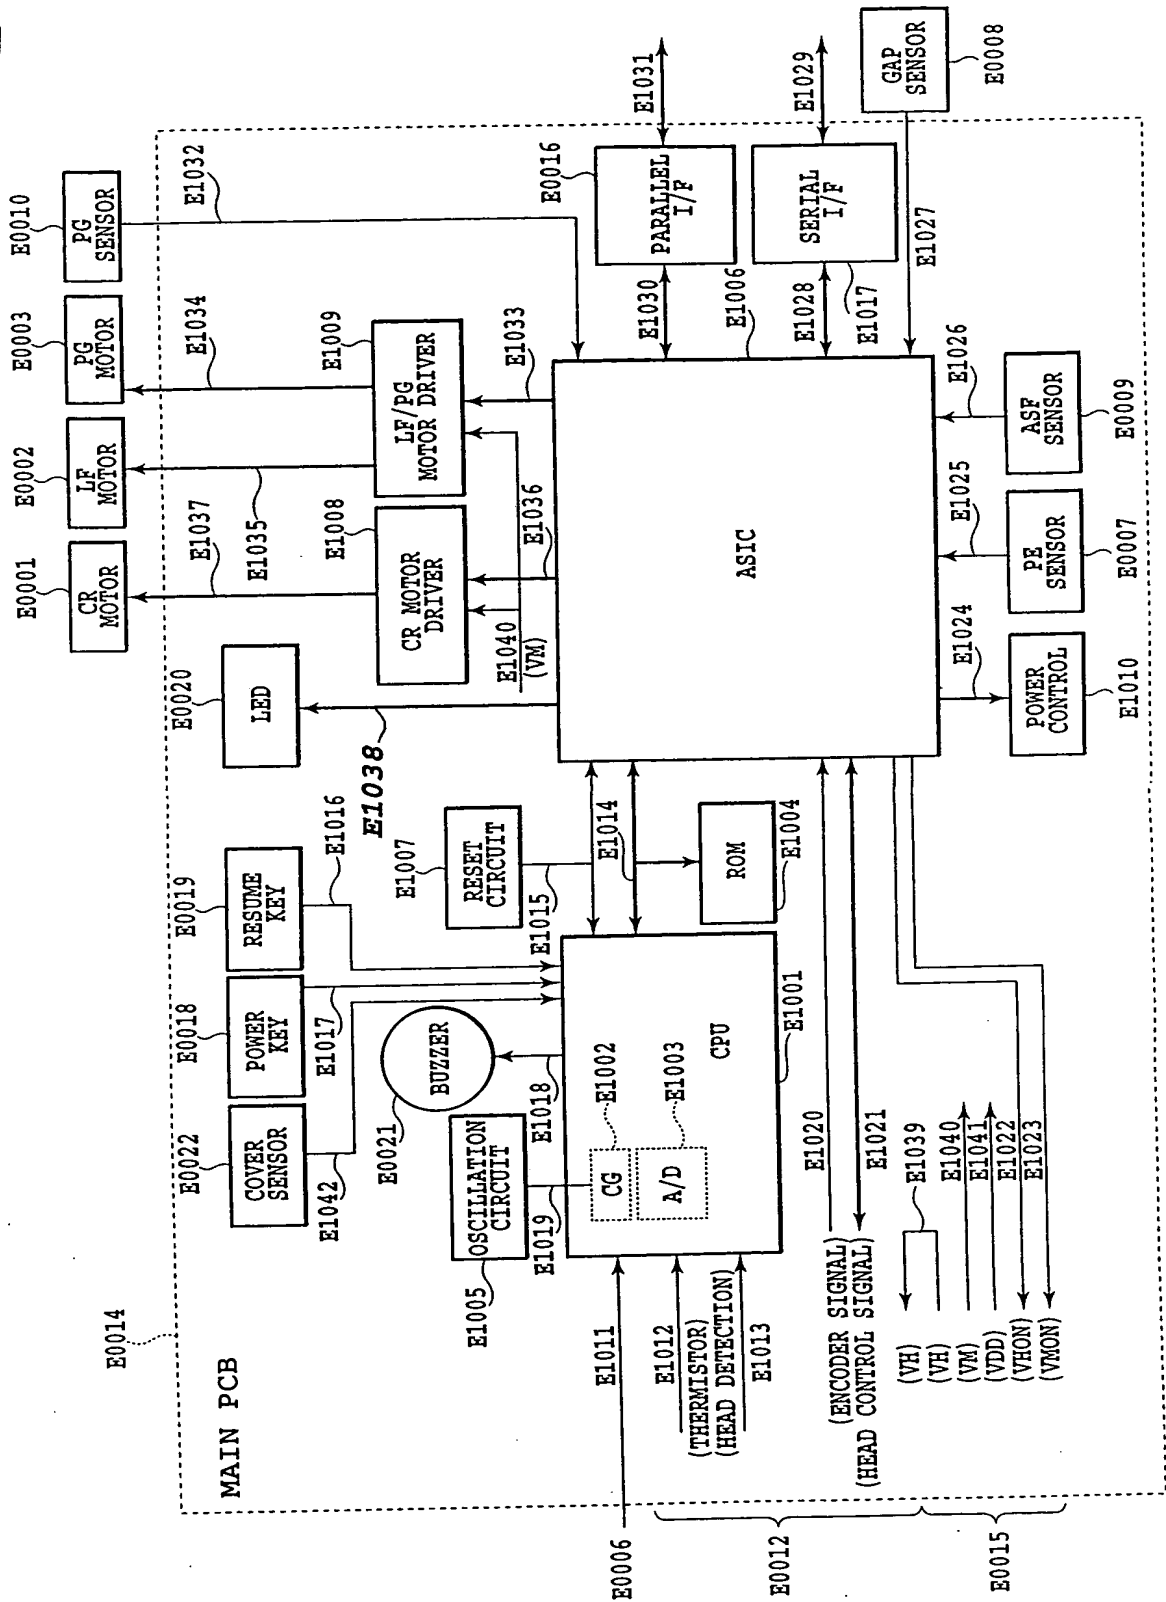 E0014
MAIN PCB
E0022
COVER
SENSOR
E1042
E0018
POWER
KEY
E1017
E0019
RESUME
KEY
E1016
E0020
LED
E1038
E0001
CR
MOTOR
E1037
E0002
LF
MOTOR
E1035
E0003
PG
MOTOR
E1034
E0010
PG
SENSOR
E1032
E0021
BUZZER
E1018
E1005
OSCILLATION
CIRCUIT
E1019
E1007
RESET
CIRCUIT
E1015
E1008
CR MOTOR
DRIVER
E1009
LF/PG
MOTOR DRIVER
E1040
(VM)
E1036
E1033
E0016
PARALLEL
I/F
E1031
E1030
E1006
SERIAL
I/F
E1029
E1028
E1017
GAP
SENSOR
E0008
E1027
E0006
E1011
E1012
(THERMISTOR)
(HEAD DETECTION)
E1013
CG
E1002
A/D
E1003
CPU
E1001
E1014
ROM
E1004
ASIC
E0012
(ENCODER SIGNAL)
(HEAD CONTROL SIGNAL)
E1020
E1021
E0015
(VH)
(VH)
(VM)
(VDD)
(VHON)
(VMON)
E1039
E1040
E1041
E1022
E1023
E1024
POWER
CONTROL
E1010
E1025
PE
SENSOR
E0007
E1026
ASF
SENSOR
E0009